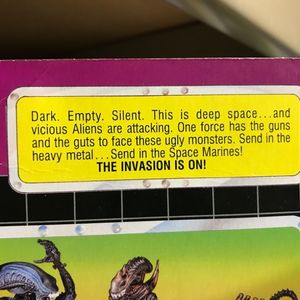 Dark. Empty. Silent. This is deep space...and
vicious Aliens are attacking. One force has the guns
and the guts to face these ugly monsters. Send in the
heavy metal...Send in the Space Marines!
THE INVASION IS ON!